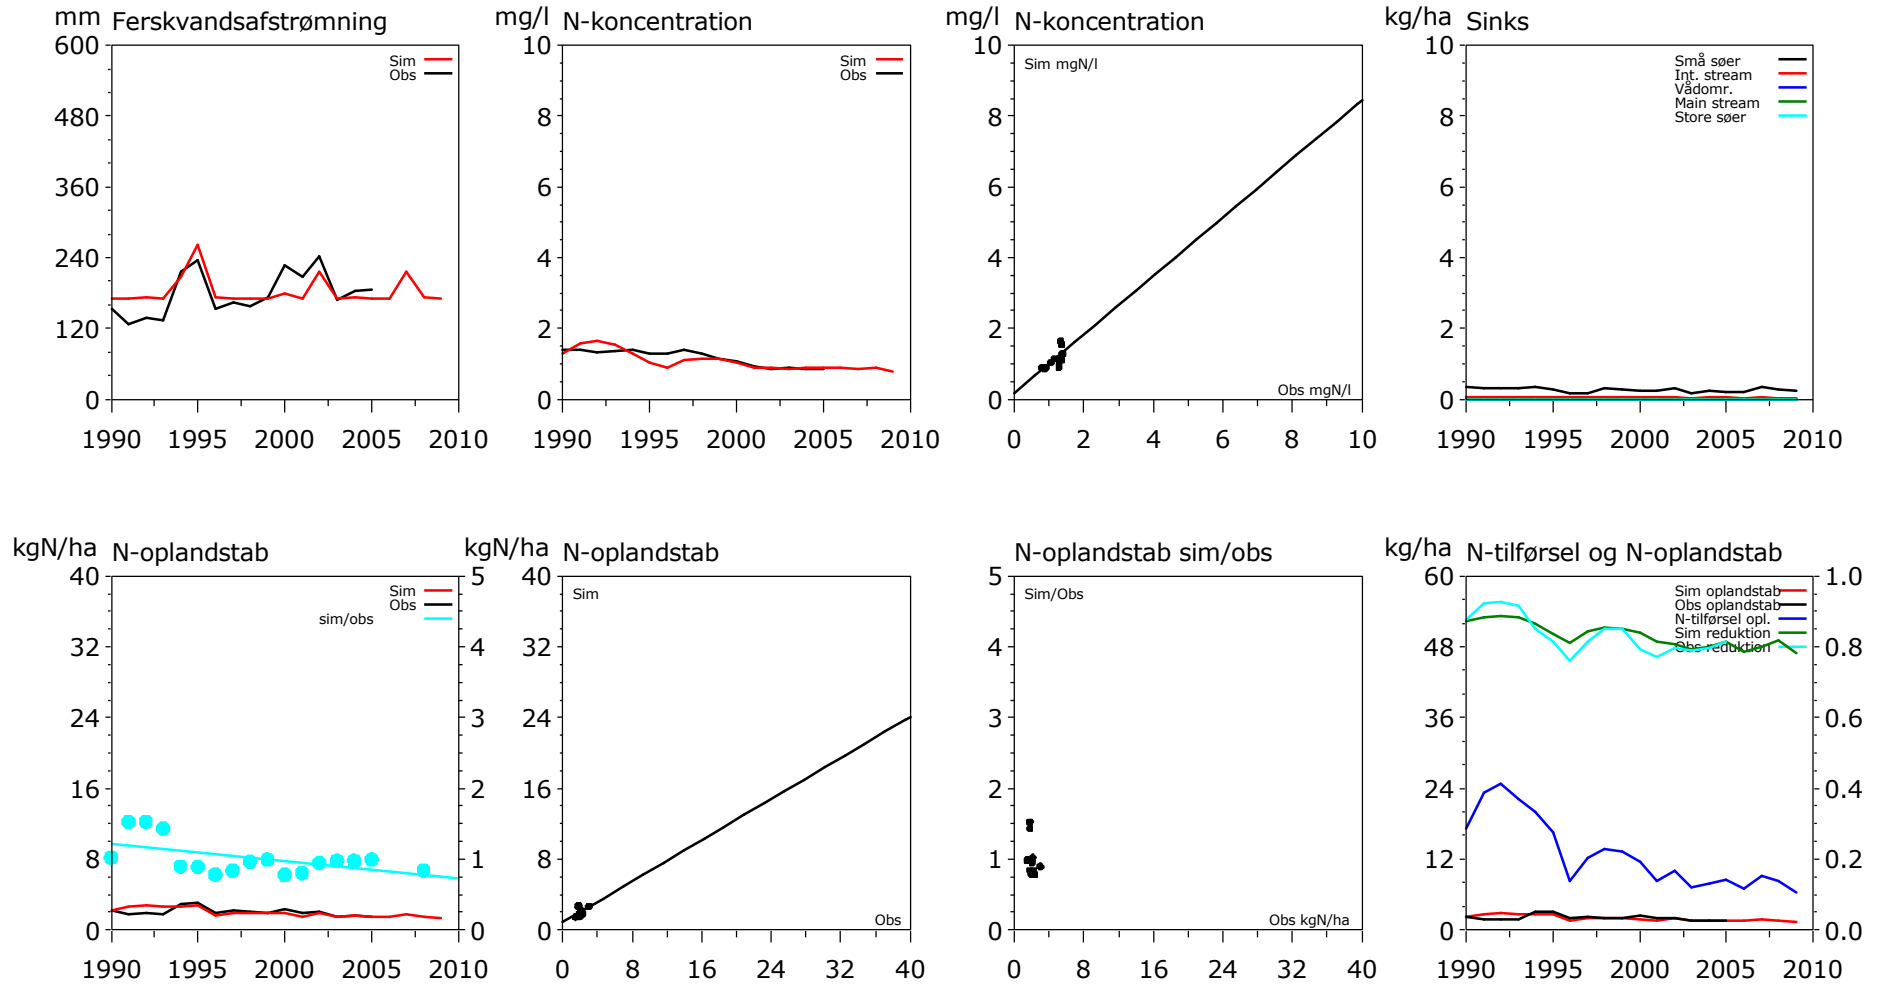 mm Ferskvandsafstrømning
Sim
Obs
600
480
360
240
120
0
1990 1995 2000 2005 2010
mg/l N-koncentration
Sim
Obs
10
8
6
4
2
0
1990 1995 2000 2005 2010
mg/l N-koncentration
Sim mgN/l
Obs mgN/l
10
8
6
4
2
0
0 2 4 6 8 10
kg/ha Sinks
Små søer
Int. stream
Vådomr.
Main stream
Store søer
10
8
6
4
2
0
1990 1995 2000 2005 2010
kgN/ha N-oplandstab
Sim
Obs
sim/obs
40
32
24
16
8
0
5
4
3
2
1
0
1990 1995 2000 2005 2010
kgN/ha N-oplandstab
Sim
Obs
40
32
24
16
8
0
0 8 16 24 32 40
N-oplandstab sim/obs
Sim/Obs
Obs kgN/ha
5
4
3
2
1
0
0 8 16 24 32 40
kg/ha N-tilførsel og N-oplandstab
Sim oplandstab
Obs oplandstab
N-tilførsel opl.
Sim reduktion
Obs reduktion
60
48
36
24
12
0
1.0
0.8
0.6
0.4
0.2
0.0
1990 1995 2000 2005 2010